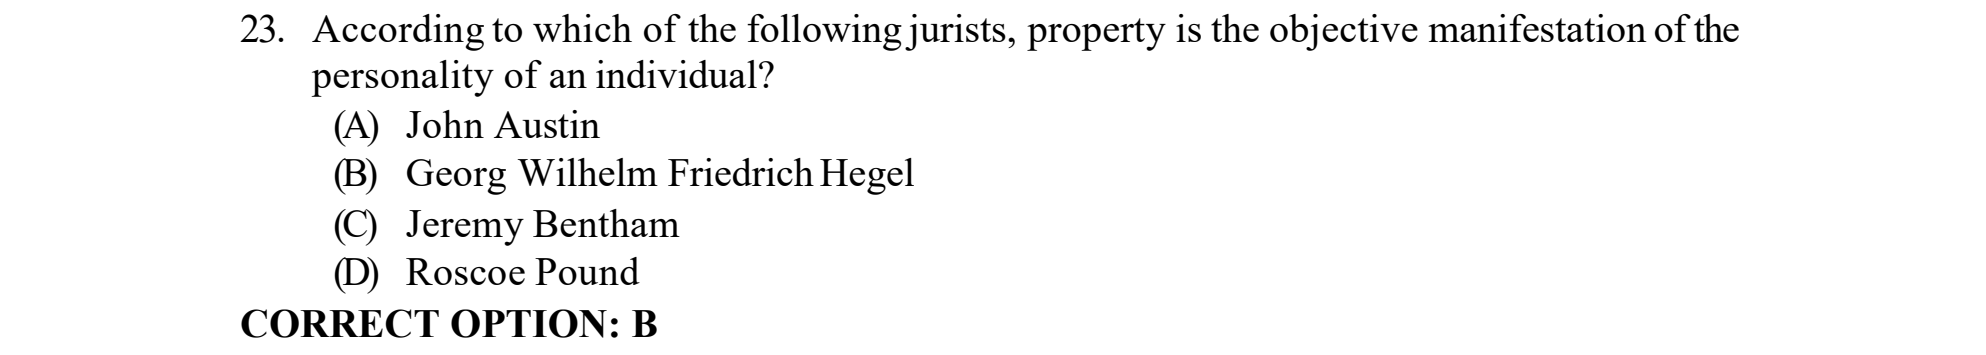 23. According to which of the following jurists, property is the objective manifestation of the
personality of an individual?
(A) John Austin
(B) Georg Wilhelm Friedrich Hegel
(C) Jeremy Bentham
(D) Roscoe Pound
CORRECT OPTION: B